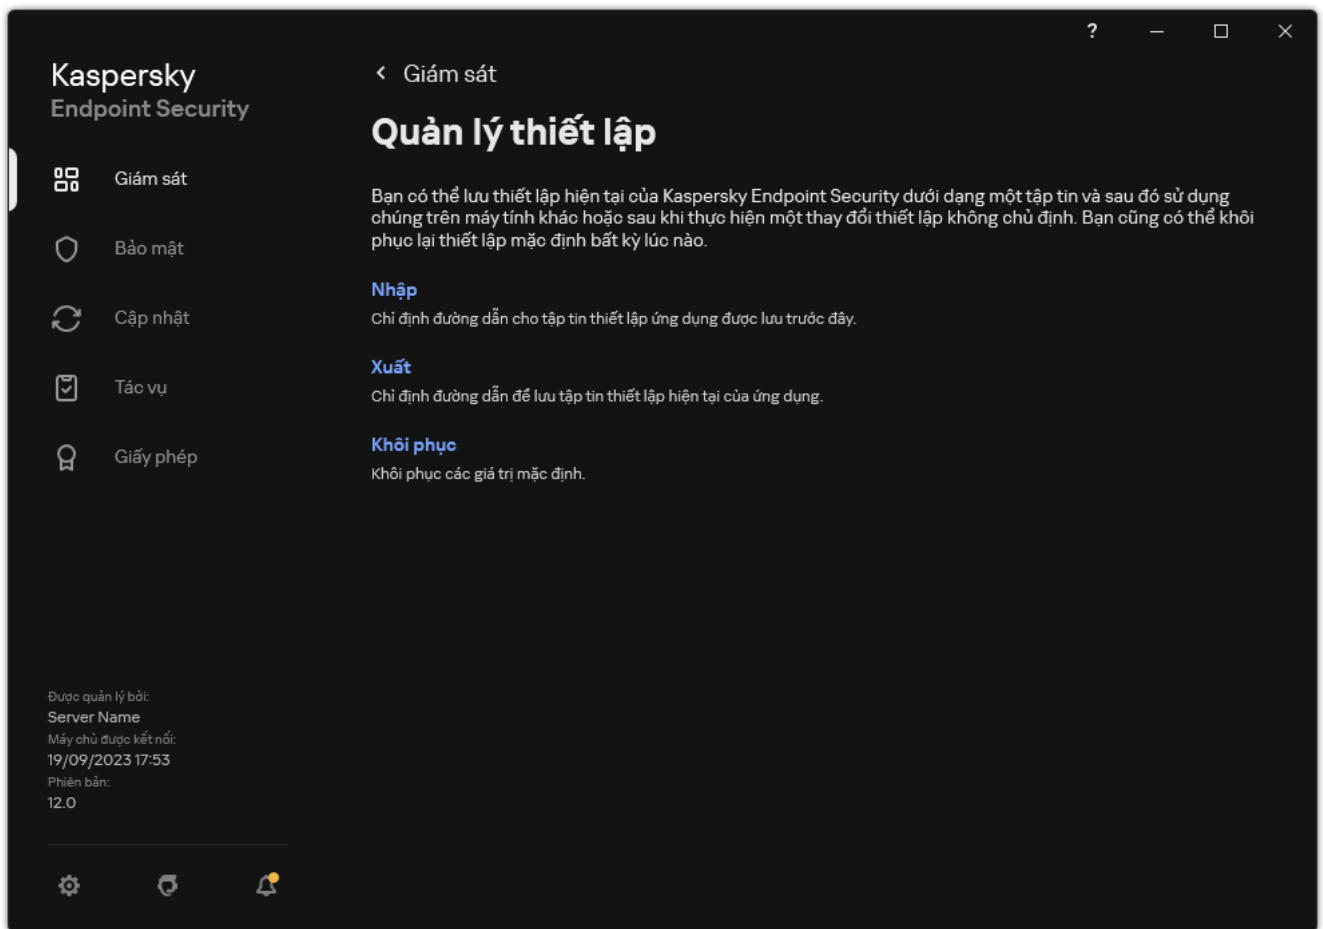 ?
Kaspersky
Endpoint Security
Giám sát
Bảo mật
Cập nhật
Tác vụ
Giấy phép
Được quản lý bởi:
Server Name
Máy chủ được kết nối:
19/09/2023 17:53
Phiên bản:
12.0
Giám sát
Quản lý thiết lập
Bạn có thể lưu thiết lập hiện tại của Kaspersky Endpoint Security dưới dạng một tập tin và sau đó sử dụng
chúng trên máy tính khác hoặc sau khi thực hiện một thay đổi thiết lập không chủ định. Bạn cũng có thể khôi
phục lại thiết lập mặc định bất kỳ lúc nào.
Nhập
Chỉ định đường dẫn cho tập tin thiết lập ứng dụng được lưu trước đây.
Xuất
Chỉ định đường dẫn để lưu tập tin thiết lập hiện tại của ứng dụng.
Khôi phục
Khôi phục các giá trị mặc định.